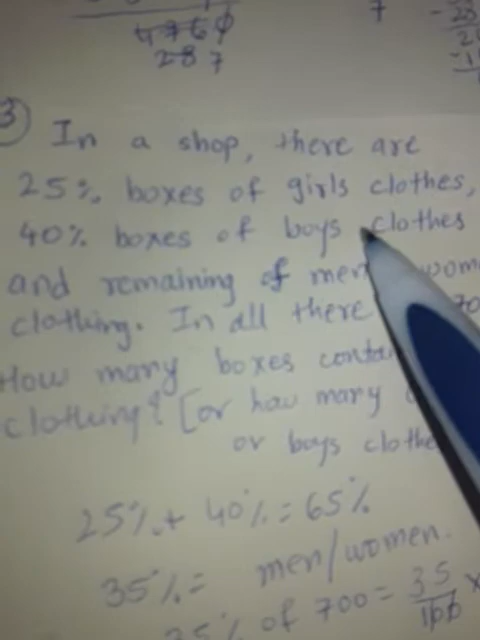 4760
287
7
3
In a shop, there are
25% boxes of girls clothes,
40% boxes of boys clothes
and remaining of men
clothing. In all there
How many boxes
clothing? [or how many
or boys
25% + 40% = 65%
35% = men/women.
% of 700 = 35/100 ×